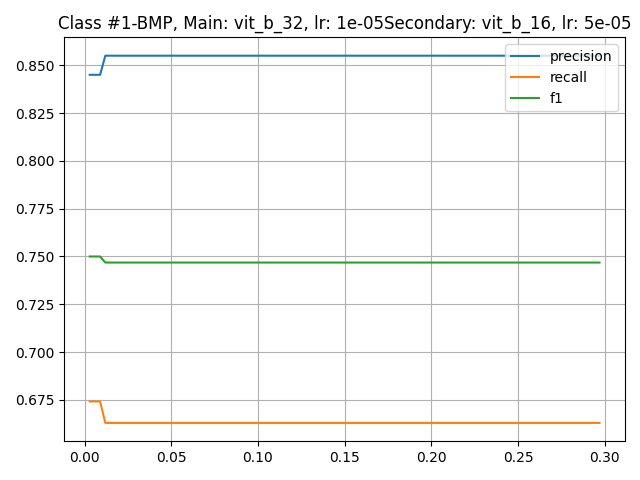 Class #1-BMP, Main: vit_b_32, lr: 1e-05Secondary: vit_b_16, lr: 5e-05
precision
recall
f1
0.850
0.825
0.800
0.775
0.750
0.725
0.700
0.675
0.00 0.05 0.10 0.15 0.20 0.25 0.30